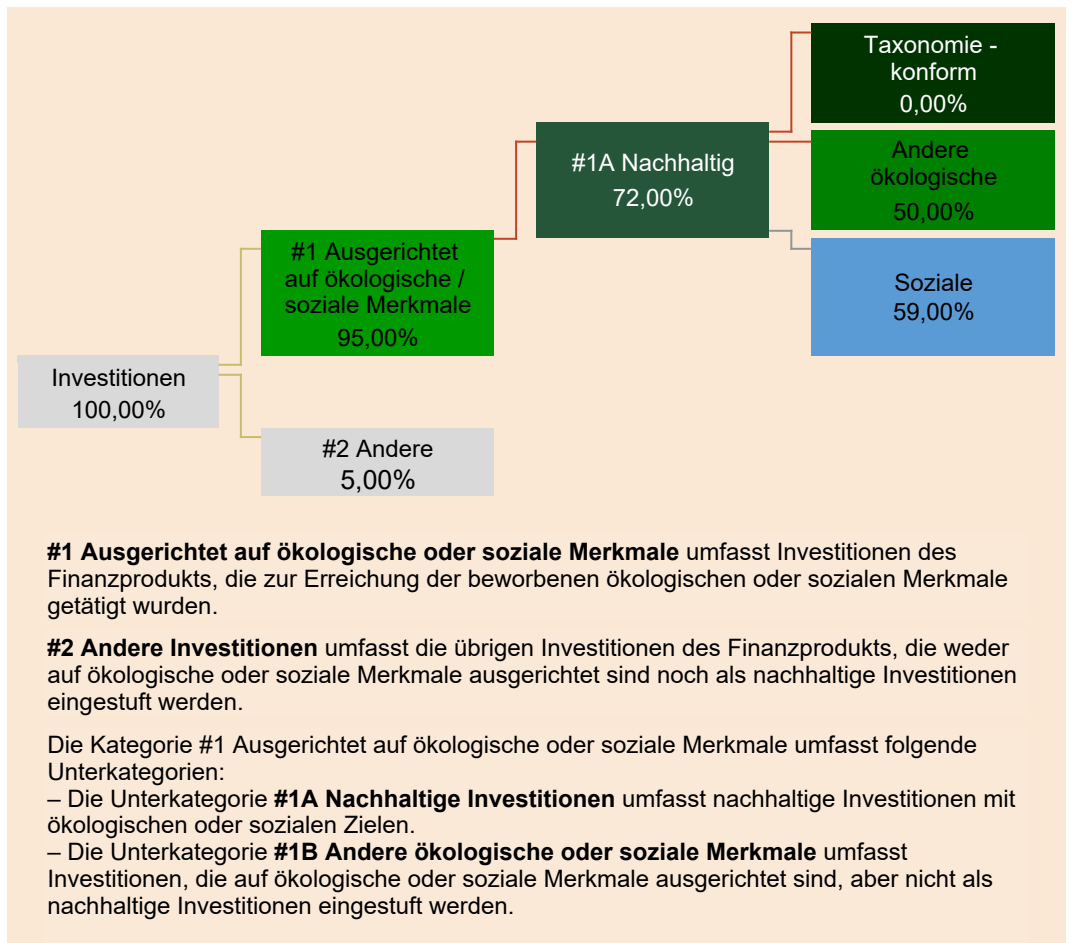 Taxonomie -
konform
0,00%
Andere
ökologische
50,00%
Soziale
59,00%
#1A Nachhaltig
72,00%
#1 Ausgerichtet
auf ökologische /
soziale Merkmale
95,00%
Investitionen
100,00%
#2 Andere
5,00%
#1 Ausgerichtet auf ökologische oder soziale Merkmale umfasst Investitionen des
Finanzprodukts, die zur Erreichung der beworbenen ökologischen oder sozialen Merkmale
getätigt wurden.
#2 Andere Investitionen umfasst die übrigen Investitionen des Finanzprodukts, die weder
auf ökologische oder soziale Merkmale ausgerichtet sind noch als nachhaltige Investitionen
eingestuft werden.
Die Kategorie #1 Ausgerichtet auf ökologische oder soziale Merkmale umfasst folgende
Unterkategorien:
– Die Unterkategorie #1A Nachhaltige Investitionen umfasst nachhaltige Investitionen mit
ökologischen oder sozialen Zielen.
– Die Unterkategorie #1B Andere ökologische oder soziale Merkmale umfasst
Investitionen, die auf ökologische oder soziale Merkmale ausgerichtet sind, aber nicht als
nachhaltige Investitionen eingestuft werden.